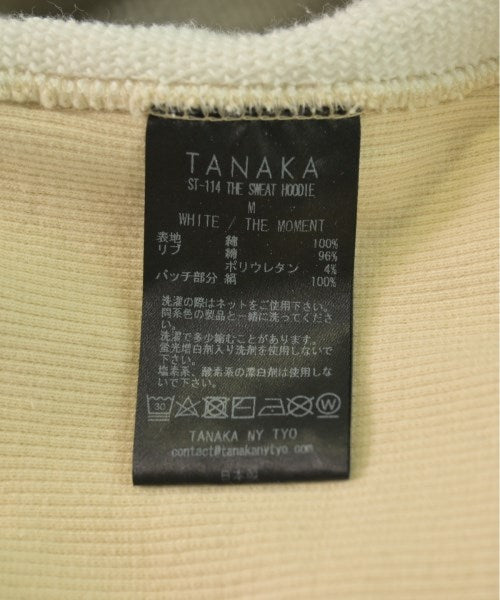 TANAKA
ST-114 THE SWEAT HOODIE
M
WHITE / THE MOMENT
表地 綿 100%
リブ 綿 96%
ポリウレタン 4%
パッチ部分 絹 100%
洗濯の際はネットをご使用下さい。
同系色の製品と一緒に洗ってください。
洗濯で多少縮むことがあります。
蛍光増白剤入り洗剤を使用しないで下さい。
塩素系、酸素系の漂白剤は使用しないで下さい。
30 W
TANAKA NY TYO
contact@tanakanytyo.com
日本製